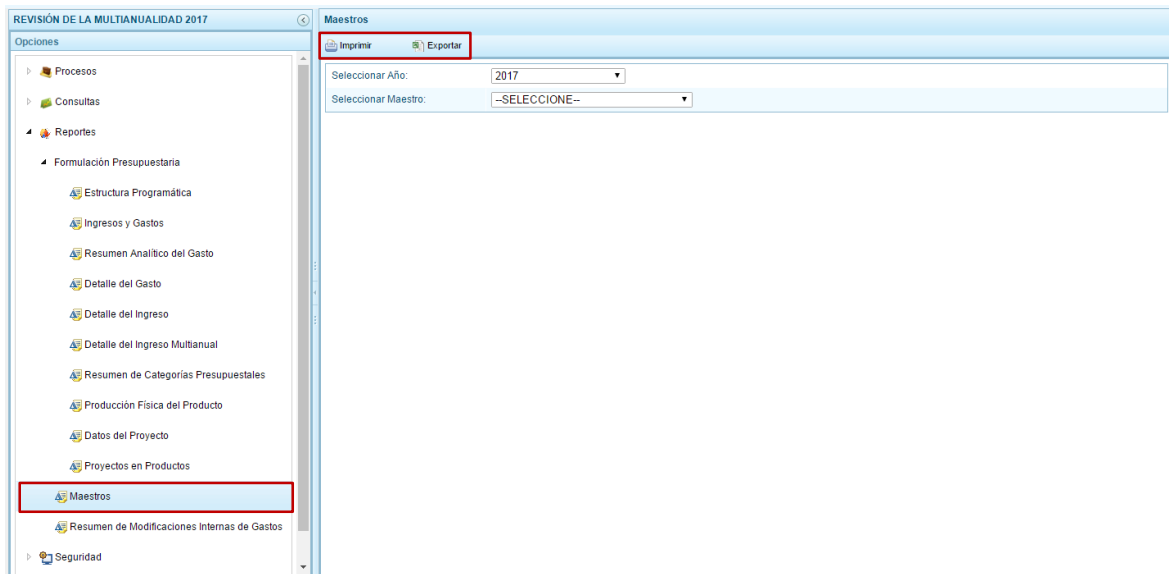 REVISIÓN DE LA MULTIANUALIDAD 2017
Opciones
Procesos
Consultas
Reportes
Formulación Presupuestaria
Estructura Programática
Ingresos y Gastos
Resumen Analítico del Gasto
Detalle del Gasto
Detalle del Ingreso
Detalle del Ingreso Multianual
Resumen de Categorías Presupuestales
Producción Física del Producto
Datos del Proyecto
Proyectos en Productos
Maestros
Resumen de Modificaciones Internas de Gastos
Seguridad
Maestros
Imprimir Exportar
Seleccionar Año: 2017
Seleccionar Maestro: --SELECCIONE--